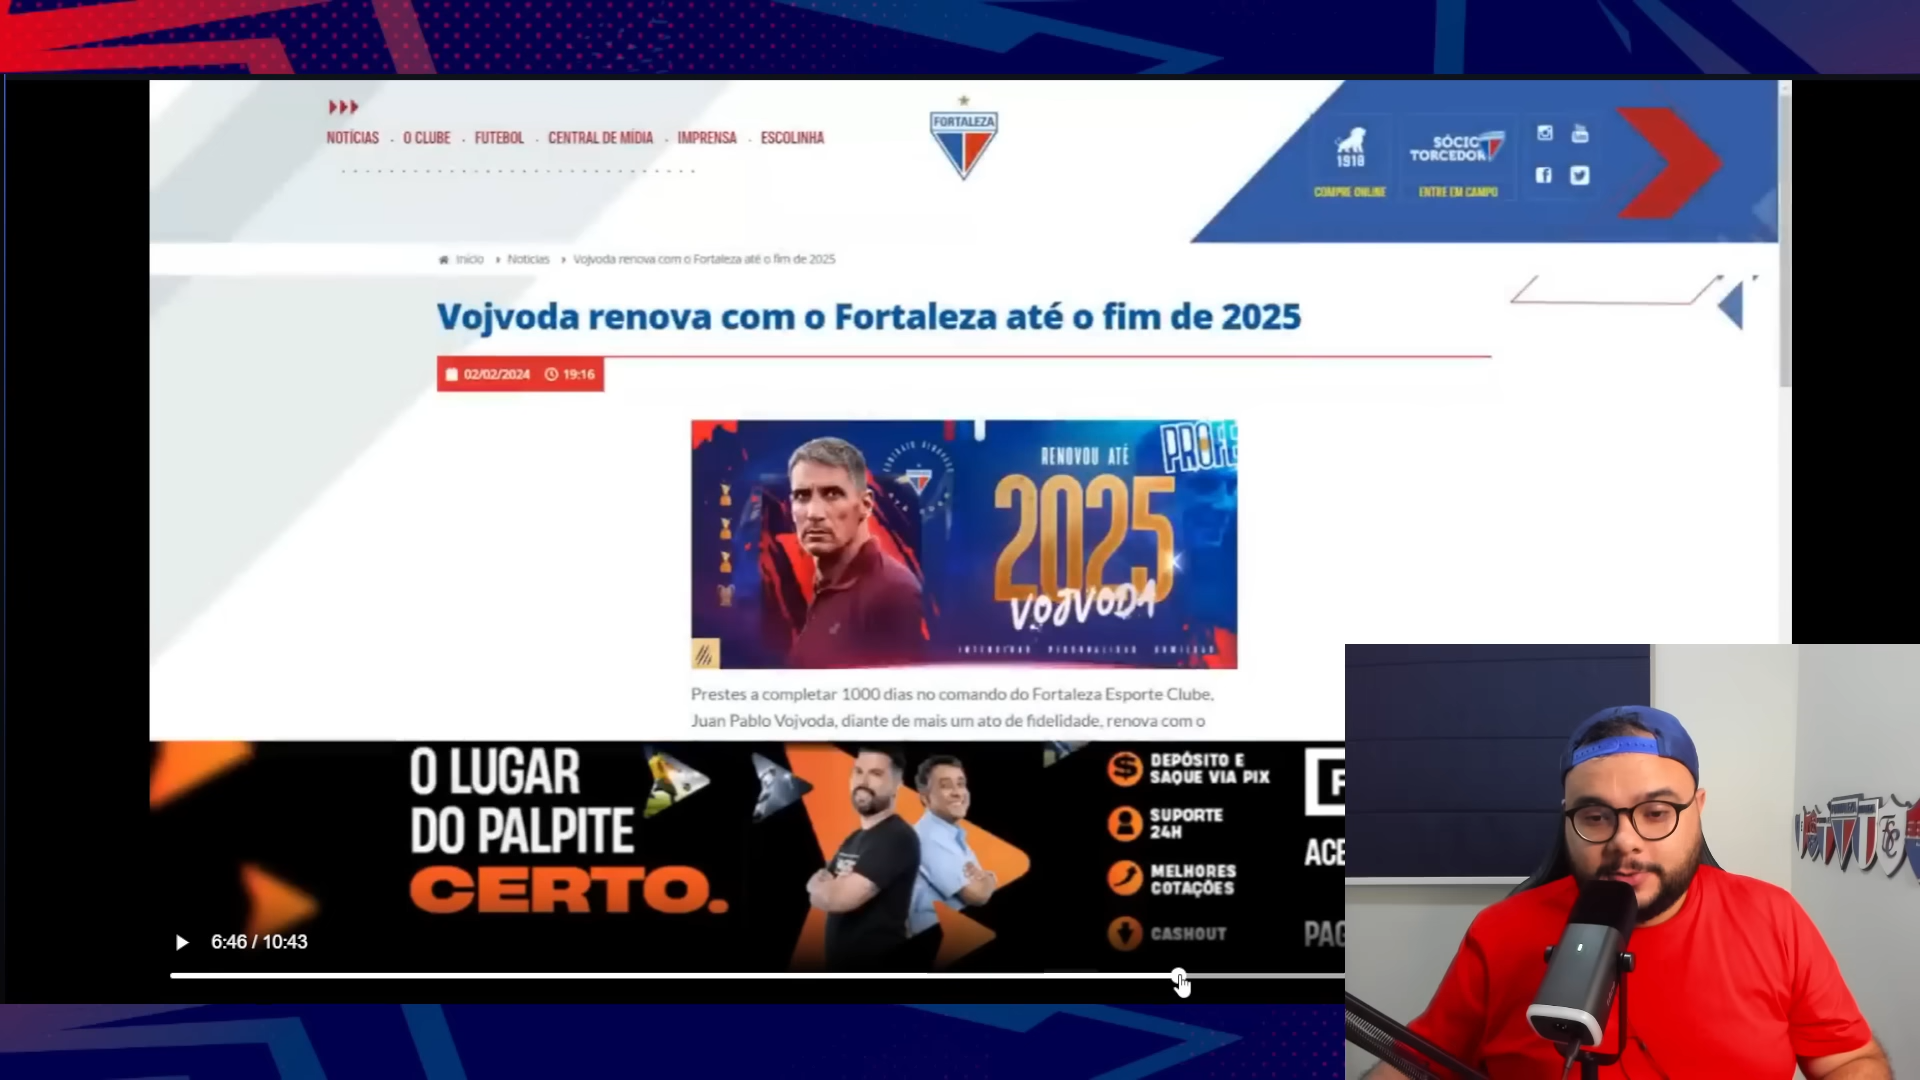 NOTÍCIAS . O CLUBE . FUTEBOL . CENTRAL DE MÍDIA . IMPRENSA . ESCOLINHA
FORTALEZA
1918
COMPRE ONLINE
SÓCIO
TORCEDOR
ENTRE EM CAMPO
Início › Notícias › Vojvoda renova com o Fortaleza até o fim de 2025
Vojvoda renova com o Fortaleza até o fim de 2025
02/02/2024 19:16
RENOVOU ATÉ
PROFE
2025
VOJVODA
Prestes a completar 1000 dias no comando do Fortaleza Esporte Clube,
Juan Pablo Vojvoda, diante de mais um ato de fidelidade, renova com o
O LUGAR
DO PALPITE
CERTO.
DEPÓSITO E
SAQUE VIA PIX
SUPORTE
24H
MELHORES
COTAÇÕES
CASHOUT
F
ACE
PAG
6:46 / 10:43